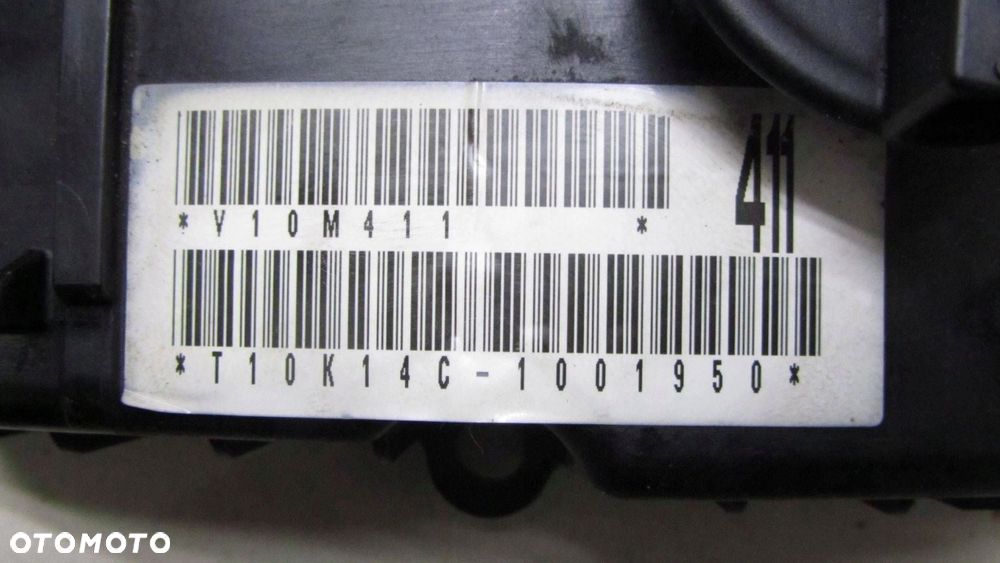 411
*V10M411 *
*T10K14C-1001950*
OTOMOTO